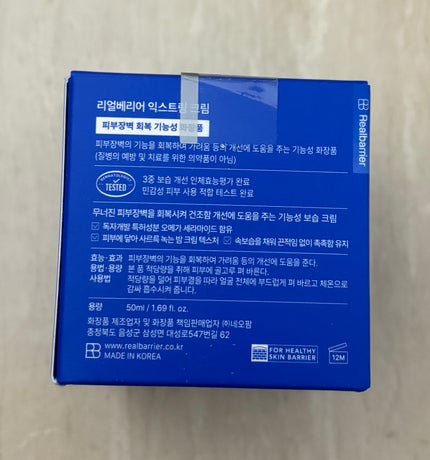 리얼베리어 익스트림 크림
피부장벽 회복 기능성 화장품
피부장벽의 기능을 회복하여 가려움 등의 개선에 도움을 주는 기능성 화장품
(질병의 예방 및 치료를 위한 의약품이 아님)
Realbarrier
DERMATOLOGIST
TESTED
3중 보습 개선 인체효능평가 완료
민감성 피부 사용 적합 테스트 완료
무너진 피부장벽을 회복시켜 건조함 개선에 도움을 주는 기능성 보습 크림
독자개발 특허성분 오메가 세라마이드 함유
피부에 닿아 사르륵 녹는 밤 크림 텍스처 속보습을 채워 끈적임 없이 촉촉함 유지
효능·효과 피부장벽의 기능을 회복하여 가려움 등의 개선에 도움을 준다.
용법·용량 본 품 적당량을 취해 피부에 골고루 펴 바른다.
사용법 적당량을 덜어 피부결을 따라 얼굴 전체에 부드럽게 펴 바르고 체온으로
감싸 흡수시켜 줍니다.
용량 50ml / 1.69 fl. oz.
화장품 제조업자 및 화장품 책임판매업자 ㈜네오팜
충청북도 음성군 삼성면 대성로547번길 62
www.realbarrier.co.kr
MADE IN KOREA
FOR HEALTHY
SKIN BARRIER
12M